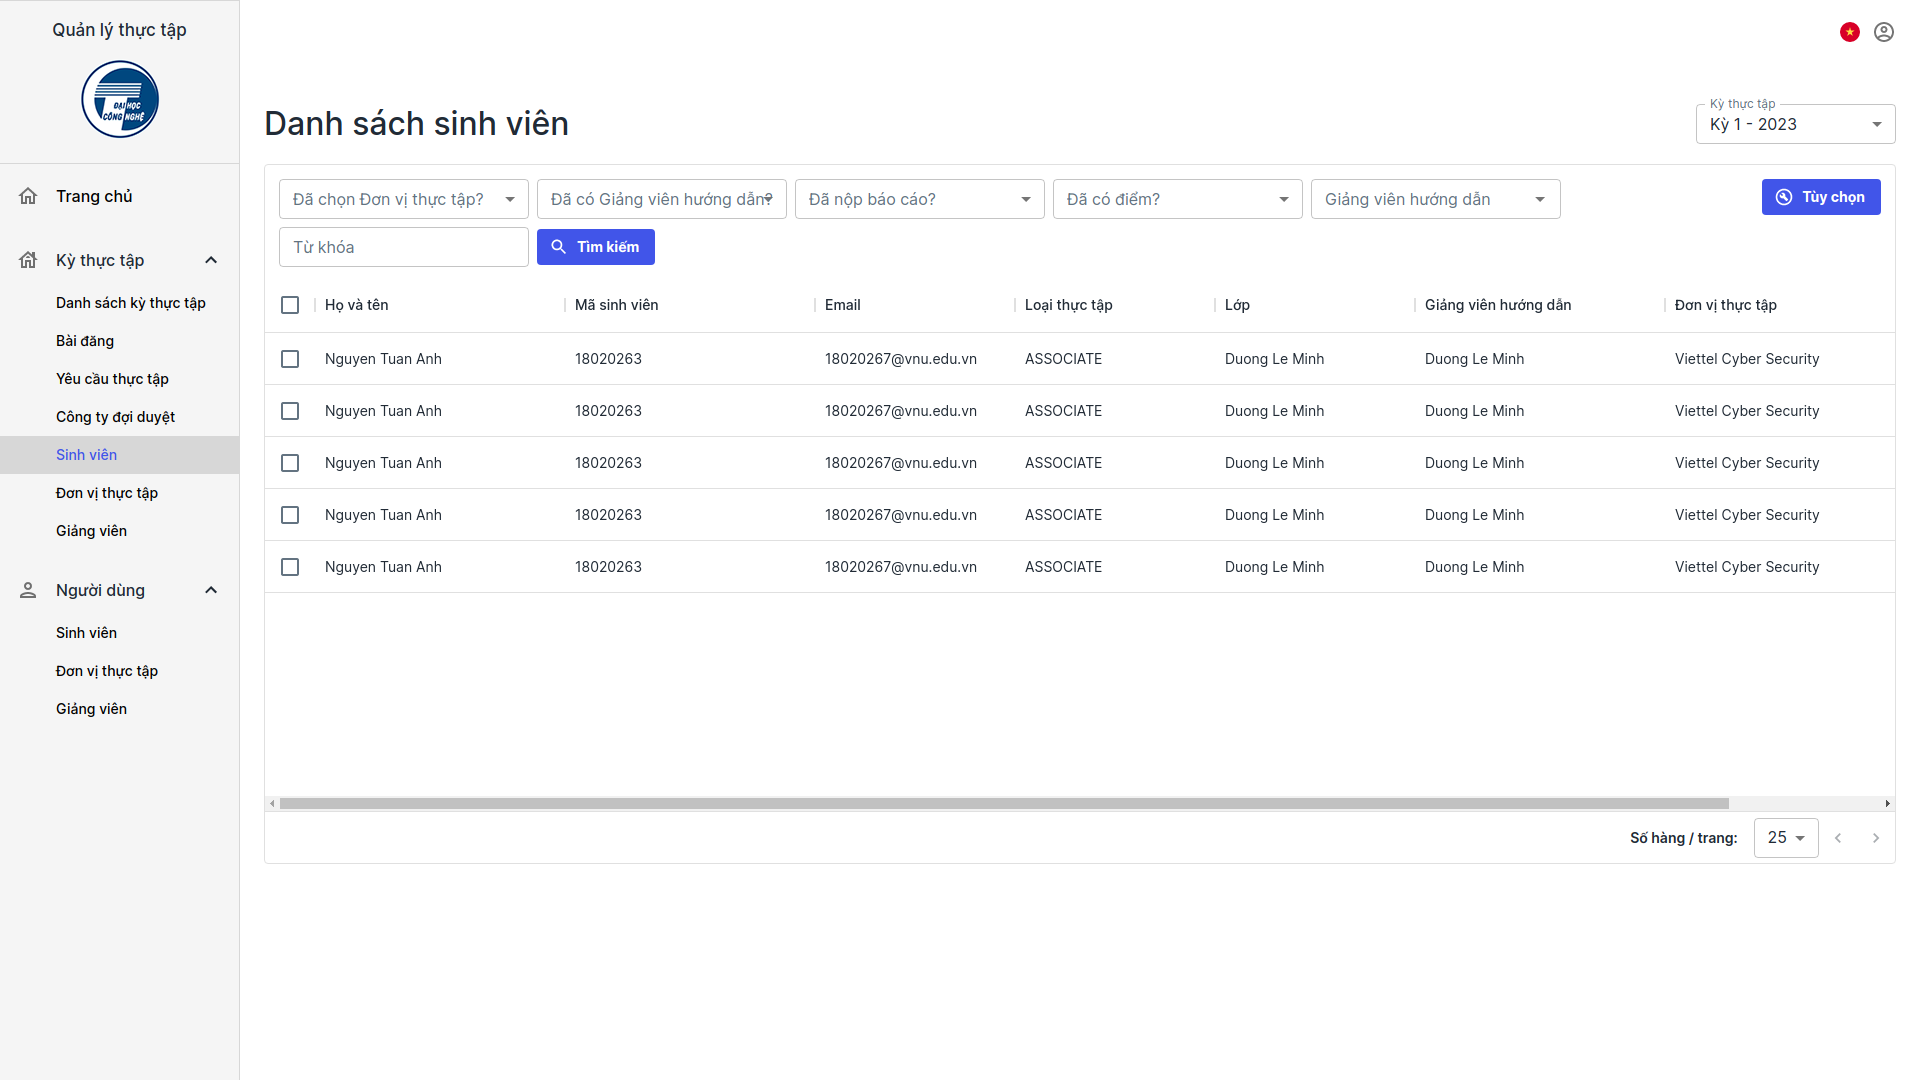 Quản lý thực tập
ĐẠI HỌC
CÔNG NGHỆ
Trang chủ
Kỳ thực tập
Danh sách kỳ thực tập
Bài đăng
Yêu cầu thực tập
Công ty đợi duyệt
Sinh viên
Đơn vị thực tập
Giảng viên
Người dùng
Sinh viên
Đơn vị thực tập
Giảng viên
Danh sách sinh viên
Kỳ thực tập
Kỳ 1 - 2023
Đã chọn Đơn vị thực tập? Đã có Giảng viên hướng dẫn? Đã nộp báo cáo? Đã có điểm? Giảng viên hướng dẫn Tùy chọn
Từ khóa Tìm kiếm
Họ và tên Mã sinh viên Email Loại thực tập Lớp Giảng viên hướng dẫn Đơn vị thực tập
Nguyen Tuan Anh 18020263 18020267@vnu.edu.vn ASSOCIATE Duong Le Minh Duong Le Minh Viettel Cyber Security
Nguyen Tuan Anh 18020263 18020267@vnu.edu.vn ASSOCIATE Duong Le Minh Duong Le Minh Viettel Cyber Security
Nguyen Tuan Anh 18020263 18020267@vnu.edu.vn ASSOCIATE Duong Le Minh Duong Le Minh Viettel Cyber Security
Nguyen Tuan Anh 18020263 18020267@vnu.edu.vn ASSOCIATE Duong Le Minh Duong Le Minh Viettel Cyber Security
Nguyen Tuan Anh 18020263 18020267@vnu.edu.vn ASSOCIATE Duong Le Minh Duong Le Minh Viettel Cyber Security
Số hàng / trang: 25